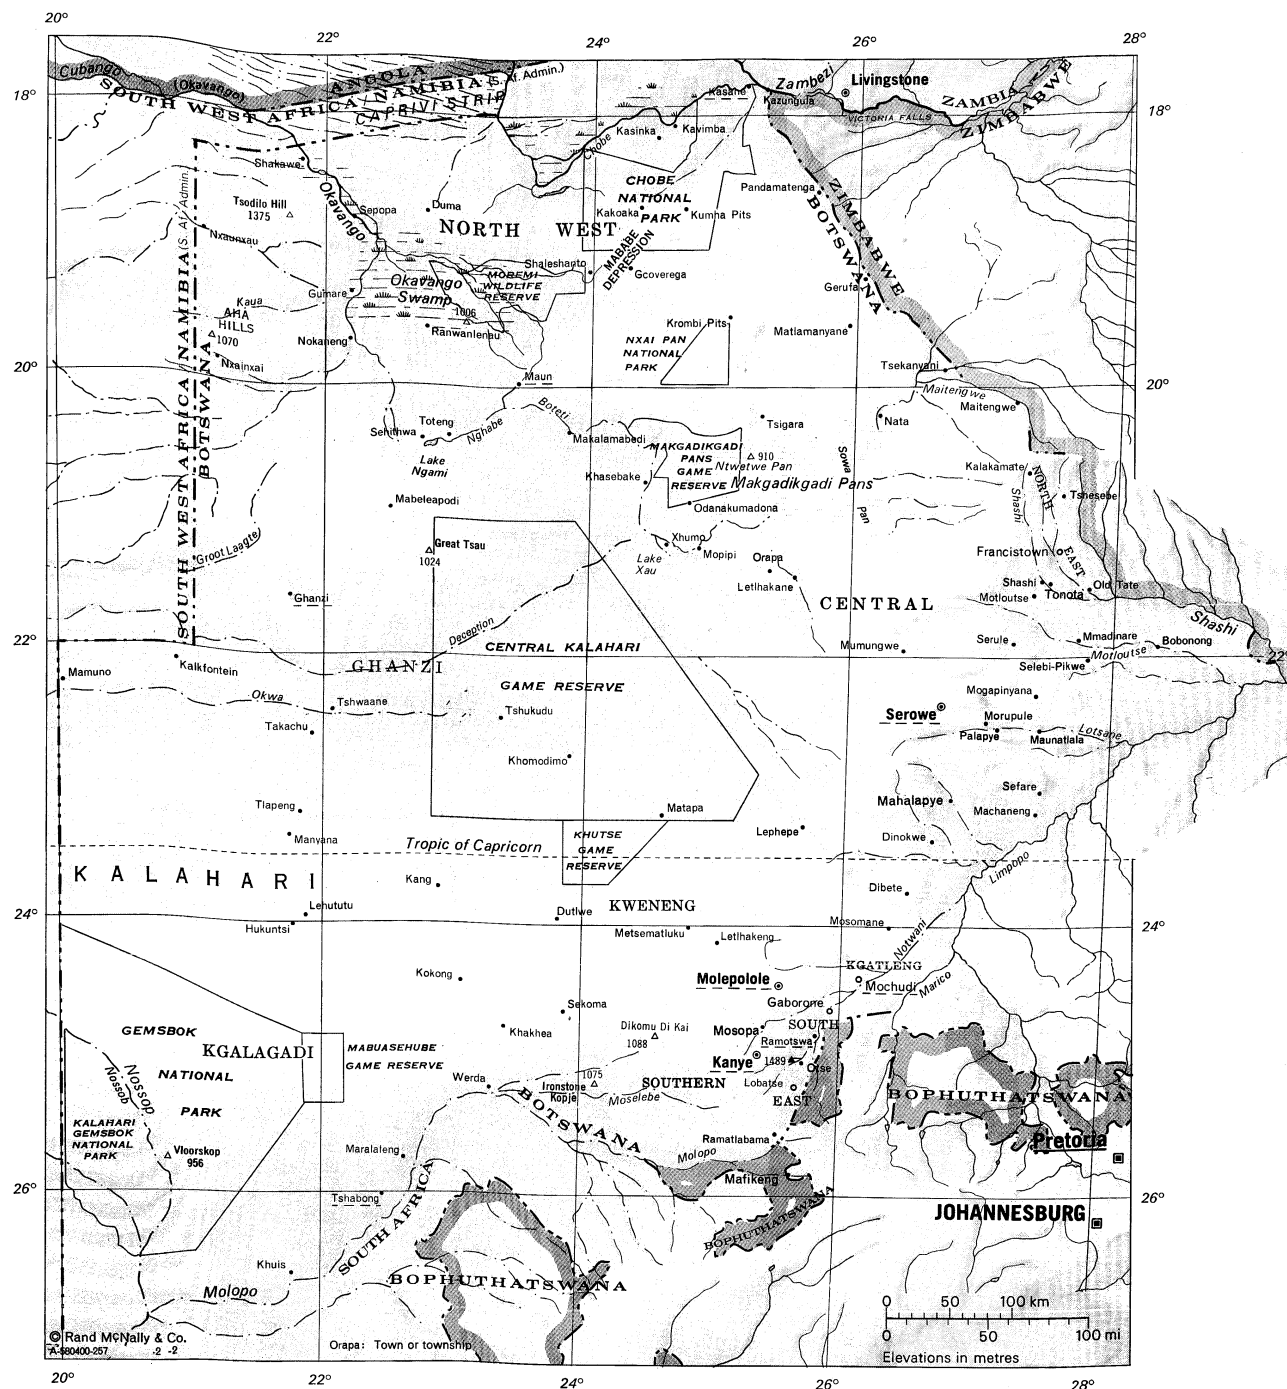 20°
22°
24°
26°
28°
Cubango
(Okavango)
ANGOLA
SOUTH WEST AFRICA/NAMIBIA (S. Af. Admin.)
CAPRIVI STRIP
Zambezi
Livingstone
Kasane
Kazungula
VICTORIA FALLS
ZAMBIA
ZIMBABWE
18°
18°
Kasinka
Kavimba
Chobe
Shakawe
Okavango
Tsodilo Hill
1375
Sepopa
Duma
CHOBE
NATIONAL
PARK
Kakoaka
Kumha Pits
Pandamatenga
ZIMBABWE
BOTSWANA
Nxaunxau
NORTH WEST
MABABE
DEPRESSION
Shaleshanto
Gcoverega
MOREMI
WILDLIFE
RESERVE
Okavango
Swamp
1006
Gumare
Ranwanlenau
Kaua
AHA
HILLS
1070
Nokaneng
Nxainxai
Gerufa
Krombi Pits
Matlamanyane
NXAI PAN
NATIONAL
PARK
Tsekanyani
20°
20°
Maun
Maitengwe
Maitengwe
SOUTH WEST AFRICA/NAMIBIA (S. Af. Admin.)
BOTSWANA
Toteng
Sehithwa
Nghabe
Boteti
Makalamabedi
Lake
Ngami
Tsigara
Nata
MAKGADIKGADI
PANS
GAME
RESERVE
910
Ntwetwe Pan
Makgadikgadi Pans
Sowa
Pan
Khasebake
Kalakamate
NORTH
EAST
Shashi
Tshesebe
Mabeleapodi
Odanakumadona
Great Tsau
1024
Xhumo
Mopipi
Lake
Xau
Orapa
Letlhakane
Francistown
Groot Laagte
Ghanzi
Shashi
Tonota
Old Tate
Motloutse
CENTRAL
Shashi
Deception
22°
22°
Mumungwe
Serule
Mmadinare
Bobonong
Motloutse
Selebi-Pikwe
Mamuno
Kalkfontein
GHANZI
CENTRAL KALAHARI
GAME RESERVE
Okwa
Tshwaane
Tshukudu
Takachu
Khomodimo
Mogapinyana
Serowe
Morupule
Palapye
Maunatlala
Lotsane
Tlapeng
Manyana
Matapa
Lephepe
Mahalapye
Sefare
Machaneng
Dinokwe
KHUTSE
GAME
RESERVE
Tropic of Capricorn
Limpopo
KALAHARI
Kang
Dibete
Lehututu
Hukuntsi
Dutlwe
KWENENG
Metsematluku
Letlhakeng
Mosomane
24°
24°
Notwani
KGATLENG
Mochudi
Marico
Kokong
Molepolole
Gaborone
Sekoma
Khakhea
Dikomu Di Kai
1088
Mosopa
SOUTH
Ramotswa
Kanye
1489
Otse
GEMSBOK
NATIONAL
PARK
KGALAGADI
MABUASEHUBE
GAME RESERVE
Nossob
Nossop
Werda
Ironstone
Kopje
1075
SOUTHERN
Moselebe
Lobatse
EAST
BOTSWANA
BOPHUTHATSWANA
KALAHARI
GEMSBOK
NATIONAL
PARK
Vloorskop
956
Maralaleng
Ramatlabama
Molopo
Pretoria
Mafikeng
26°
26°
Tshabong
SOUTH AFRICA
BOPHUTHATSWANA
JOHANNESBURG
Khuis
Molopo
BOPHUTHATSWANA
0 50 100 km
0 50 100 mi
Elevations in metres
© Rand McNally & Co.
A-580400-257 -2 -2
Orapa: Town or township
20°
22°
24°
26°
28°